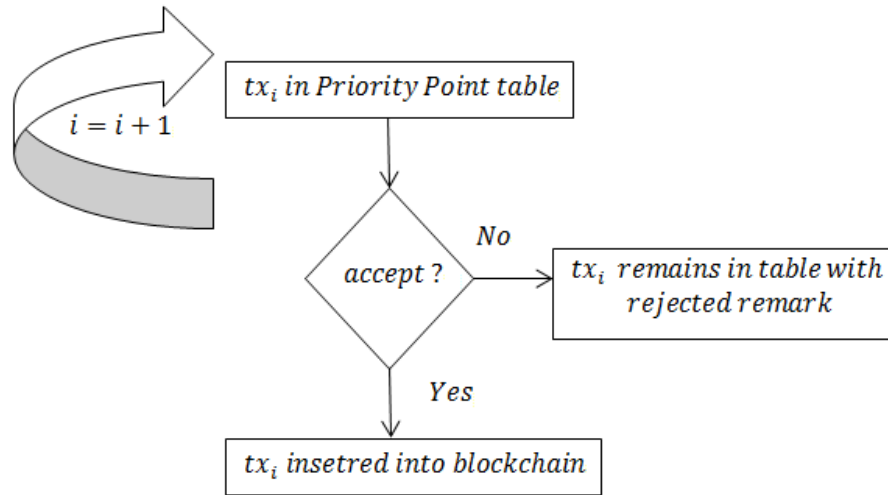 tx_i in Priority Point table
i = i + 1
No
accept ?
tx_i remains in table with
rejected remark
Yes
tx_i insetred into blockchain